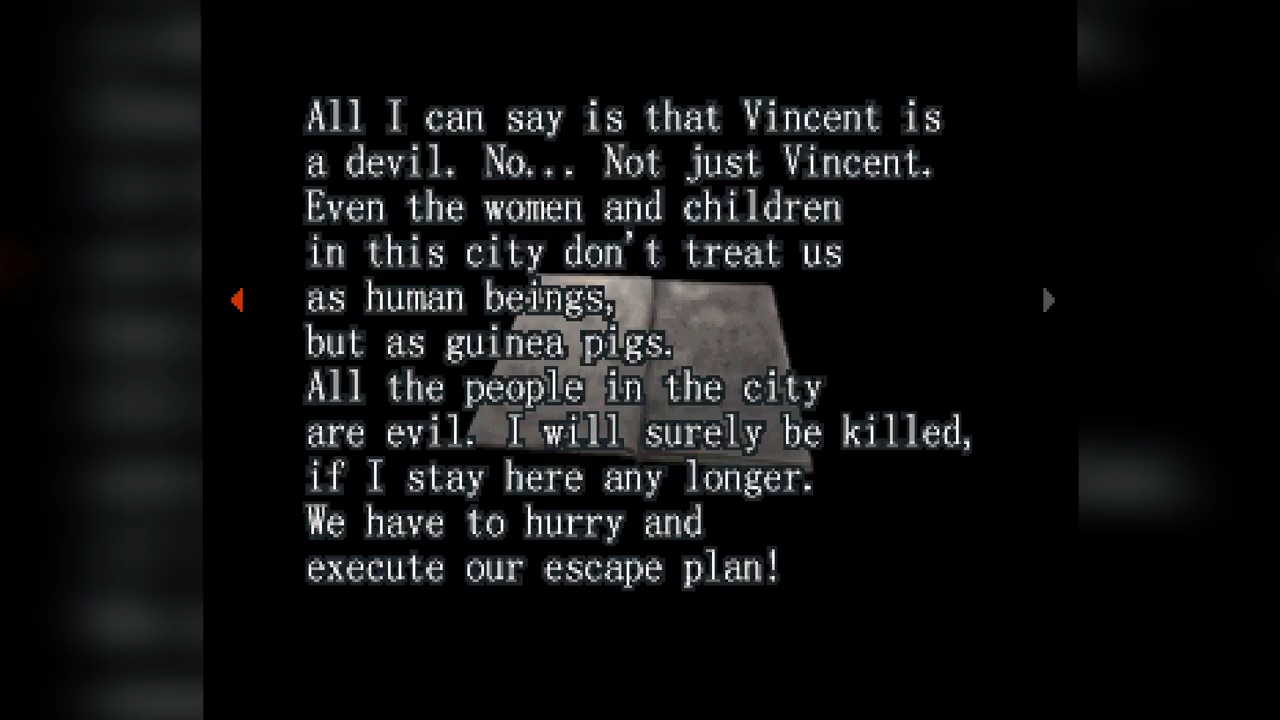 All I can say is that Vincent is
a devil. No... Not just Vincent.
Even the women and children
in this city don't treat us
as human beings,
but as guinea pigs.
All the people in the city
are evil. I will surely be killed,
if I stay here any longer.
We have to hurry and
execute our escape plan!